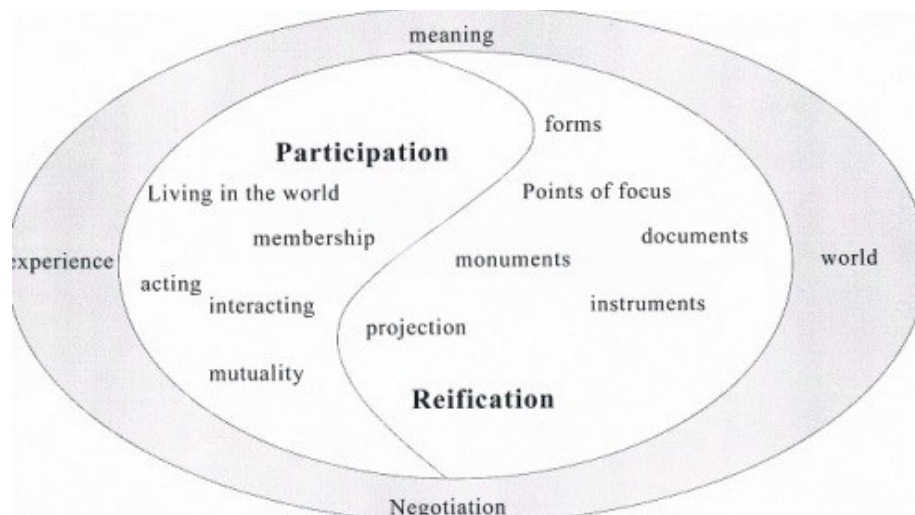 meaning
forms
Participation
Living in the world
Points of focus
membership
documents
experience
monuments
world
acting
interacting
instruments
projection
mutuality
Reification
Negotiation